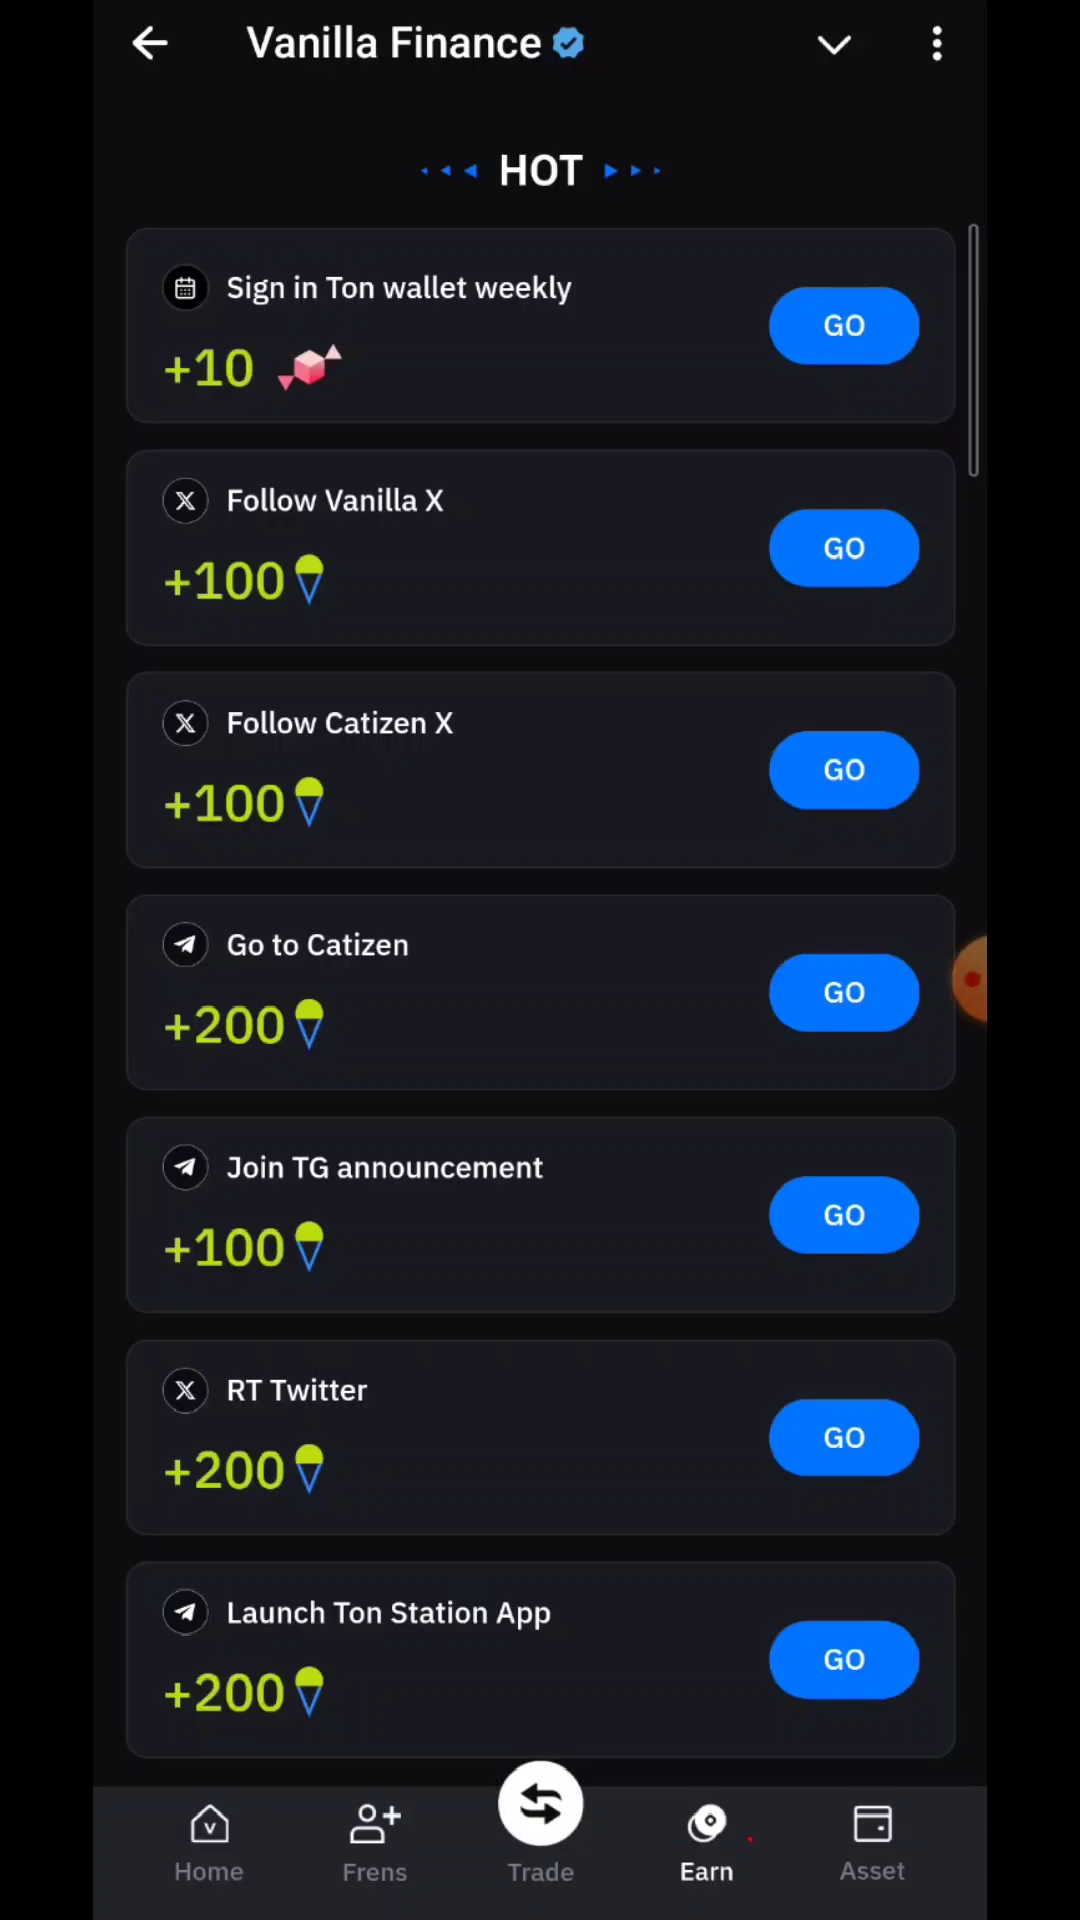 Vanilla Finance
HOT
Sign in Ton wallet weekly
+10
GO
Follow Vanilla X
+100
GO
Follow Catizen X
+100
GO
Go to Catizen
+200
GO
Join TG announcement
+100
GO
RT Twitter
+200
GO
Launch Ton Station App
+200
GO
Home
Frens
Trade
Earn
Asset